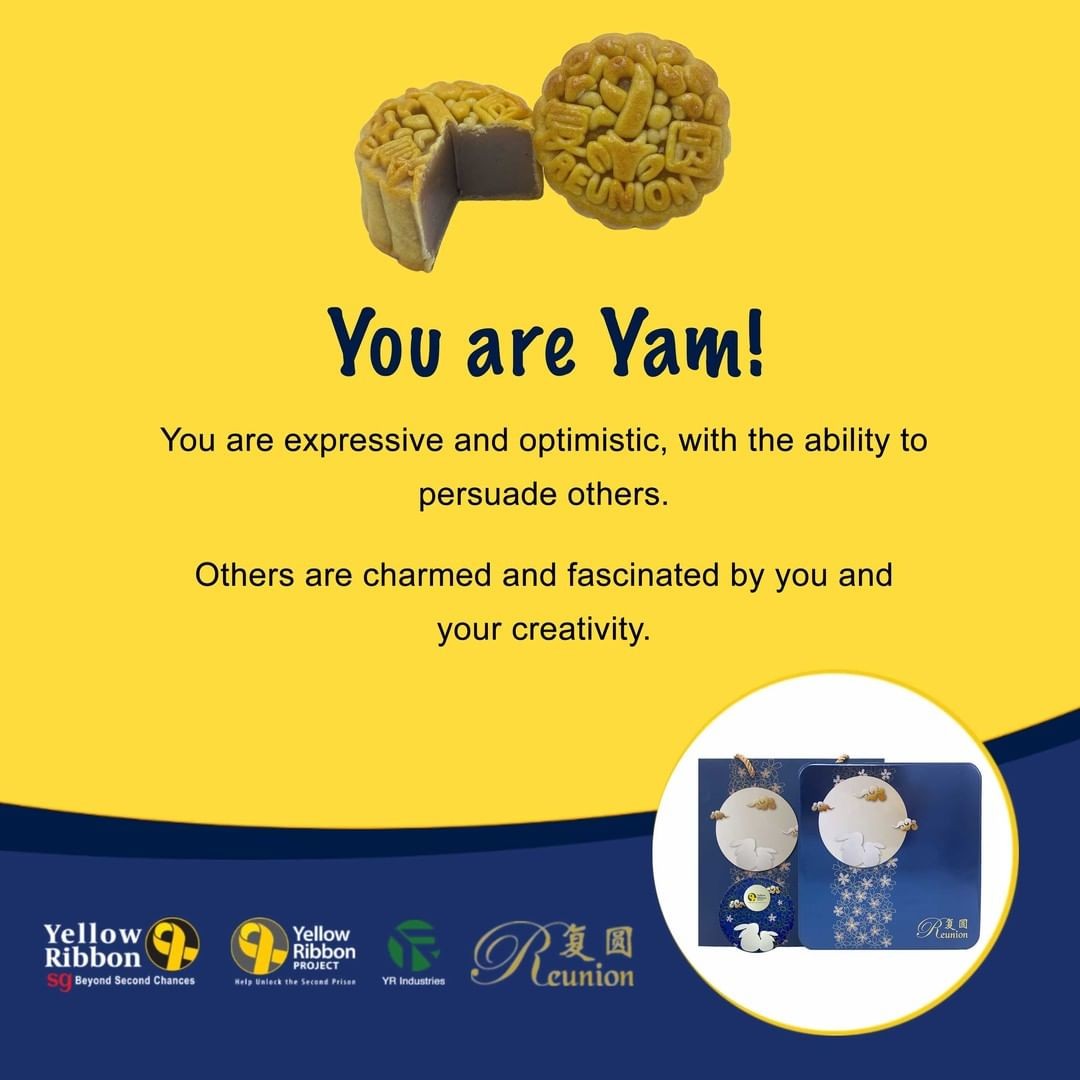 复
圆
REUNION
You are Yam!
You are expressive and optimistic, with the ability to
persuade others.
Others are charmed and fascinated by you and
your creativity.
Yellow
Ribbon
sg Beyond Second Chances
Yellow
Ribbon
PROJECT
Help Unlock the Second Prison
YR Industries
Reunion 复圆
Reunion 复圆